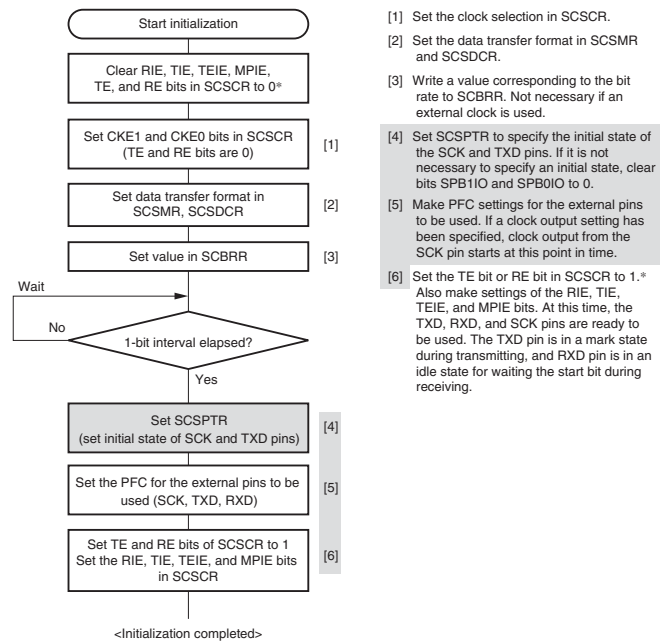 Start initialization
Clear RIE, TIE, TEIE, MPIE,
TE, and RE bits in SCSCR to 0*
Set CKE1 and CKE0 bits in SCSCR
(TE and RE bits are 0)
[1]
Set data transfer format in
SCSMR, SCSDCR
[2]
Set value in SCBRR
[3]
Wait
No
1-bit interval elapsed?
Yes
Set SCSPTR
(set initial state of SCK and TXD pins)
[4]
Set the PFC for the external pins to be
used (SCK, TXD, RXD)
[5]
Set TE and RE bits of SCSCR to 1
Set the RIE, TIE, TEIE, and MPIE bits
in SCSCR
[6]
<Initialization completed>
[1] Set the clock selection in SCSCR.
[2] Set the data transfer format in SCSMR
and SCSDCR.
[3] Write a value corresponding to the bit
rate to SCBRR. Not necessary if an
external clock is used.
[4] Set SCSPTR to specify the initial state of
the SCK and TXD pins. If it is not
necessary to specify an initial state, clear
bits SPB1IO and SPB0IO to 0.
[5] Make PFC settings for the external pins
to be used. If a clock output setting has
been specified, clock output from the
SCK pin starts at this point in time.
[6] Set the TE bit or RE bit in SCSCR to 1.*
Also make settings of the RIE, TIE,
TEIE, and MPIE bits. At this time, the
TXD, RXD, and SCK pins are ready to
be used. The TXD pin is in a mark state
during transmitting, and RXD pin is in an
idle state for waiting the start bit during
receiving.